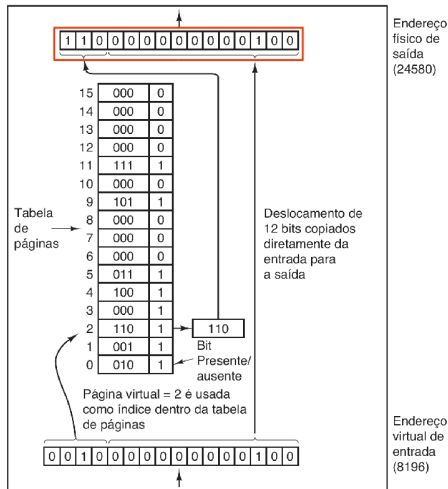 1 1 0 0 0 0 0 0 0 0 0 0 1 0 0
Endereço
físico de
saída
(24580)
15 000 0
14 000 0
13 000 0
12 000 0
11 111 1
10 000 0
9 101 1
8 000 0
7 000 0
6 000 0
5 011 1
4 100 1
3 000 1
2 110 1
1 001 1
0 010 1
Tabela
de
páginas
110
Bit
Presente/
ausente
Deslocamento de
12 bits copiados
diretamente da
entrada para
a saída
Página virtual = 2 é usada
como índice dentro da tabela
de páginas
0 0 1 0 0 0 0 0 0 0 0 0 0 1 0 0
Endereço
virtual de
entrada
(8196)